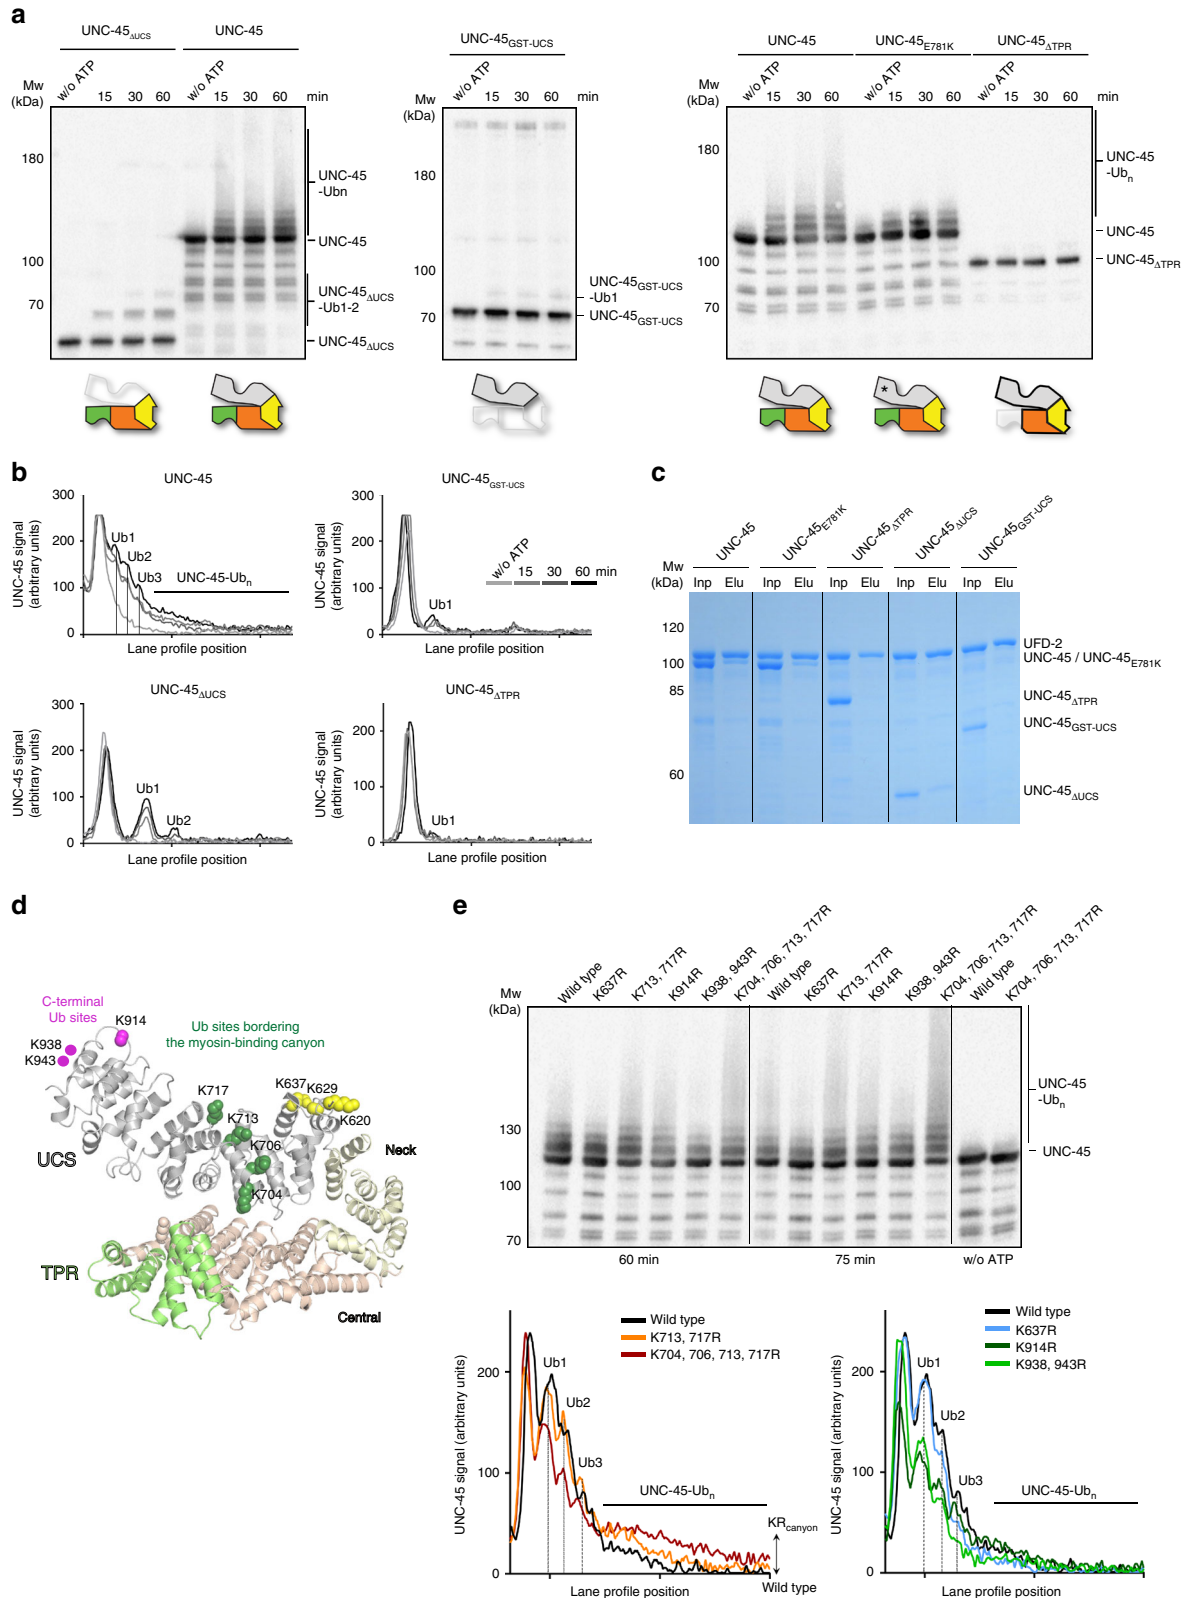 a
UNC-45ΔUCS UNC-45
w/o ATP 15 30 60 w/o ATP 15 30 60 min
Mw
(kDa)
180
100
70
UNC-45
-Ubn
UNC-45
UNC-45ΔUCS
-Ub1-2
UNC-45ΔUCS
UNC-45GST-UCS
w/o ATP 15 30 60 min
Mw
(kDa)
180
100
70
UNC-45GST-UCS
-Ub1
UNC-45GST-UCS
UNC-45 UNC-45E781K UNC-45ΔTPR
w/o ATP 15 30 60 w/o ATP 15 30 60 w/o ATP 15 30 60 min
Mw
(kDa)
180
100
70
UNC-45
-Ubn
UNC-45
UNC-45ΔTPR
*
b
UNC-45
300
200
100
0
UNC-45 signal
(arbitrary units)
Ub1
Ub2
Ub3 UNC-45-Ubn
Lane profile position
UNC-45GST-UCS
300
200
100
0
UNC-45 signal
(arbitrary units)
w/o ATP 15 30 60 min
Ub1
Lane profile position
UNC-45ΔUCS
300
200
100
0
UNC-45 signal
(arbitrary units)
Ub1
Ub2
Lane profile position
UNC-45ΔTPR
200
100
0
UNC-45 signal
(arbitrary units)
Ub1
Lane profile position
c
UNC-45 UNC-45E781K UNC-45ΔTPR UNC-45ΔUCS UNC-45GST-UCS
Mw
(kDa)
Inp Elu Inp Elu Inp Elu Inp Elu Inp Elu
120
100
85
60
UFD-2
UNC-45 / UNC-45E781K
UNC-45ΔTPR
UNC-45GST-UCS
UNC-45ΔUCS
d
C-terminal
Ub sites
K914
K938
K943
Ub sites bordering
the myosin-binding canyon
K717
K713
K706
K704
K637
K629
K620
UCS
Neck
TPR
Central
e
Wild type K637R K713, 717R K914R K938, 943R K704, 706, 713, 717R Wild type K637R K713, 717R K914R K938, 943R K704, 706, 713, 717R Wild type K704, 706, 713, 717R
Mw
(kDa)
130
100
70
UNC-45
-Ubn
UNC-45
60 min 75 min w/o ATP
Wild type
K713, 717R
K704, 706, 713, 717R
200
100
0
UNC-45 signal (arbitrary units)
Ub1
Ub2
Ub3
UNC-45-Ubn
KRcanyon
Wild type
Lane profile position
Wild type
K637R
K914R
K938, 943R
200
100
0
UNC-45 signal (arbitrary units)
Ub1
Ub2
Ub3
UNC-45-Ubn
Lane profile position